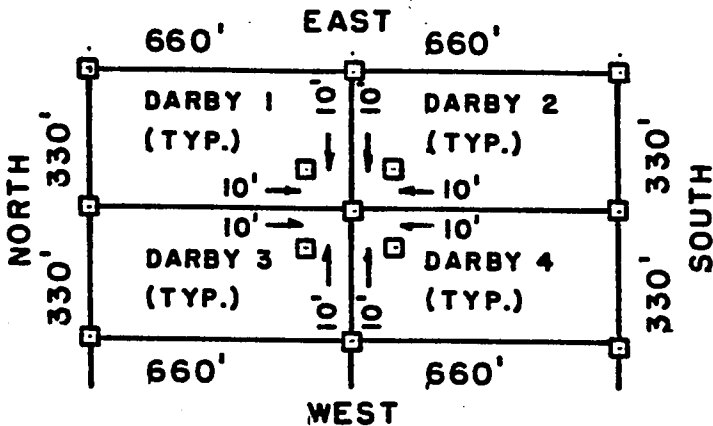 EAST
660' 660'
DARBY 1
(TYP.)
10' 10'
DARBY 2
(TYP.)
330'
330'
NORTH
SOUTH
10' 10'
10' 10'
DARBY 3
(TYP.)
10' 10'
DARBY 4
(TYP.)
330'
330'
660' 660'
WEST